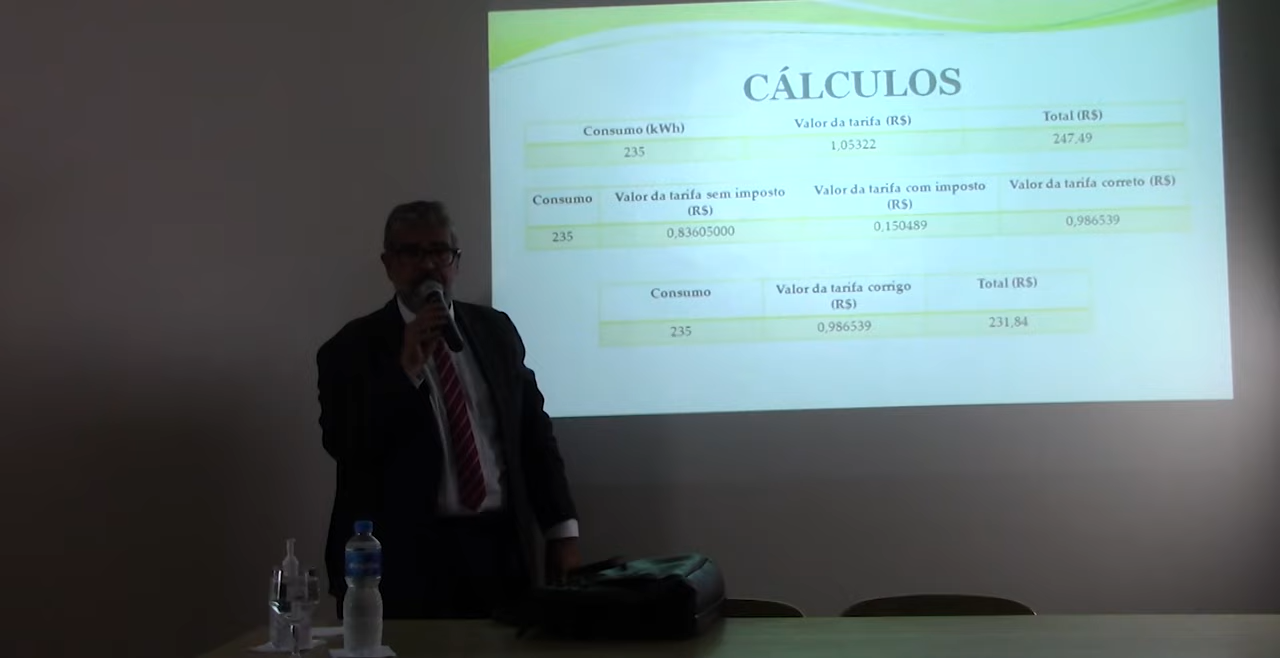 CÁLCULOS
Consumo (kWh) Valor da tarifa (R$) Total (R$)
235 1,05322 247,49
Consumo Valor da tarifa sem imposto (R$) Valor da tarifa com imposto (R$) Valor da tarifa correto (R$)
235 0,83605000 0,150489 0,986539
Consumo Valor da tarifa corrigo (R$) Total (R$)
235 0,986539 231,84